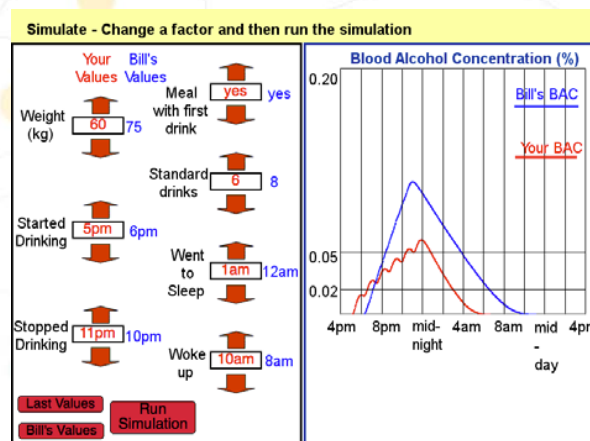 Simulate - Change a factor and then run the simulation
Your Values
Bill's Values
Weight (kg)
60
75
Meal with first drink
yes
yes
Standard drinks
6
8
Started Drinking
5pm
6pm
Went to Sleep
1am
12am
Stopped Drinking
11pm
10pm
Woke up
10am
8am
Last Values
Bill's Values
Run Simulation
Blood Alcohol Concentration (%)
0.20
Bill's BAC
Your BAC
0.05
0.02
4pm 8pm mid-night 4am 8am mid-day 4pr